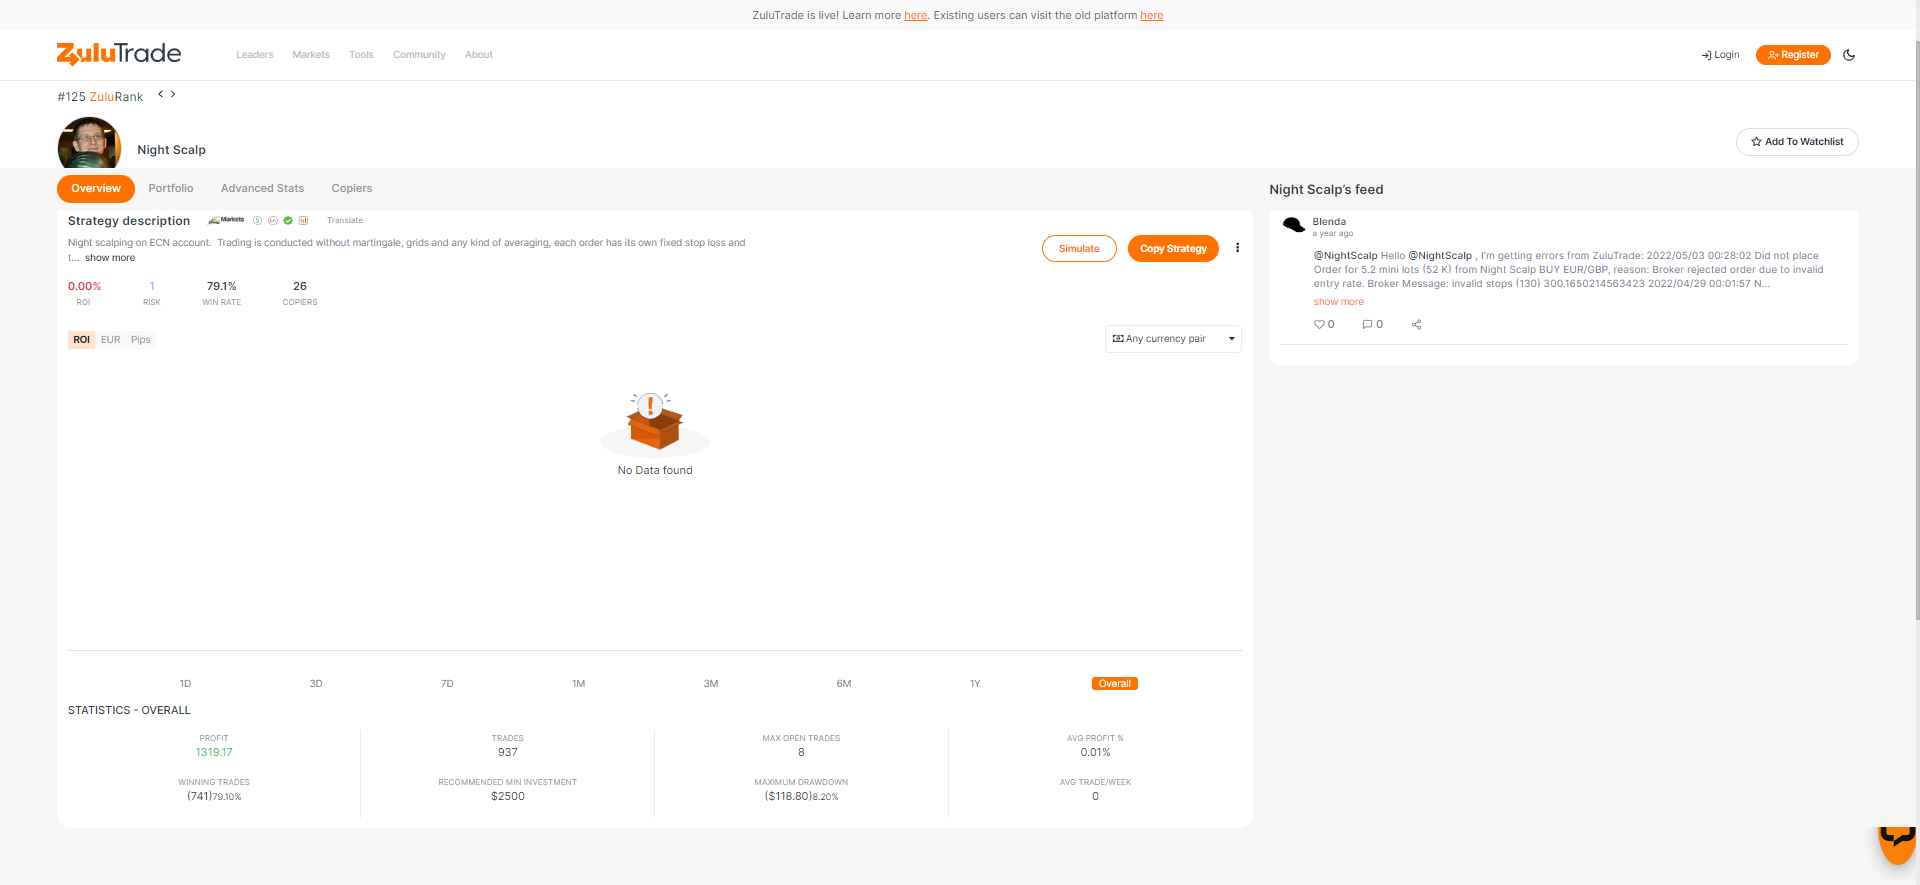 ZuluTrade is live! Learn more here. Existing users can visit the old platform here
ZuluTrade
Leaders Markets Tools Community About
Login Register
#125 ZuluRank
Night Scalp
Add To Watchlist
Overview Portfolio Advanced Stats Copiers
Strategy description Markets Translate
Night scalping on ECN account. Trading is conducted without martingale, grids and any kind of averaging, each order has its own fixed stop loss and
t... show more
Simulate Copy Strategy
0.00% 1 79.1% 26
ROI RISK WIN RATE COPIERS
ROI EUR Pips
Any currency pair
No Data found
1D 3D 7D 1M 3M 6M 1Y Overall
STATISTICS - OVERALL
PROFIT TRADES MAX OPEN TRADES AVG PROFIT %
1319.17 937 8 0.01%
WINNING TRADES RECOMMENDED MIN INVESTMENT MAXIMUM DRAWDOWN AVG TRADE/WEEK
(741)79.10% $2500 ($118.80)8.20% 0
Night Scalp's feed
Blenda
a year ago
@NightScalp Hello @NightScalp , I'm getting errors from ZuluTrade: 2022/05/03 00:28:02 Did not place
Order for 5.2 mini lots (52 K) from Night Scalp BUY EUR/GBP, reason: Broker rejected order due to invalid
entry rate. Broker Message: invalid stops (130) 300.1650214563423 2022/04/29 00:01:57 N...
show more
0 0